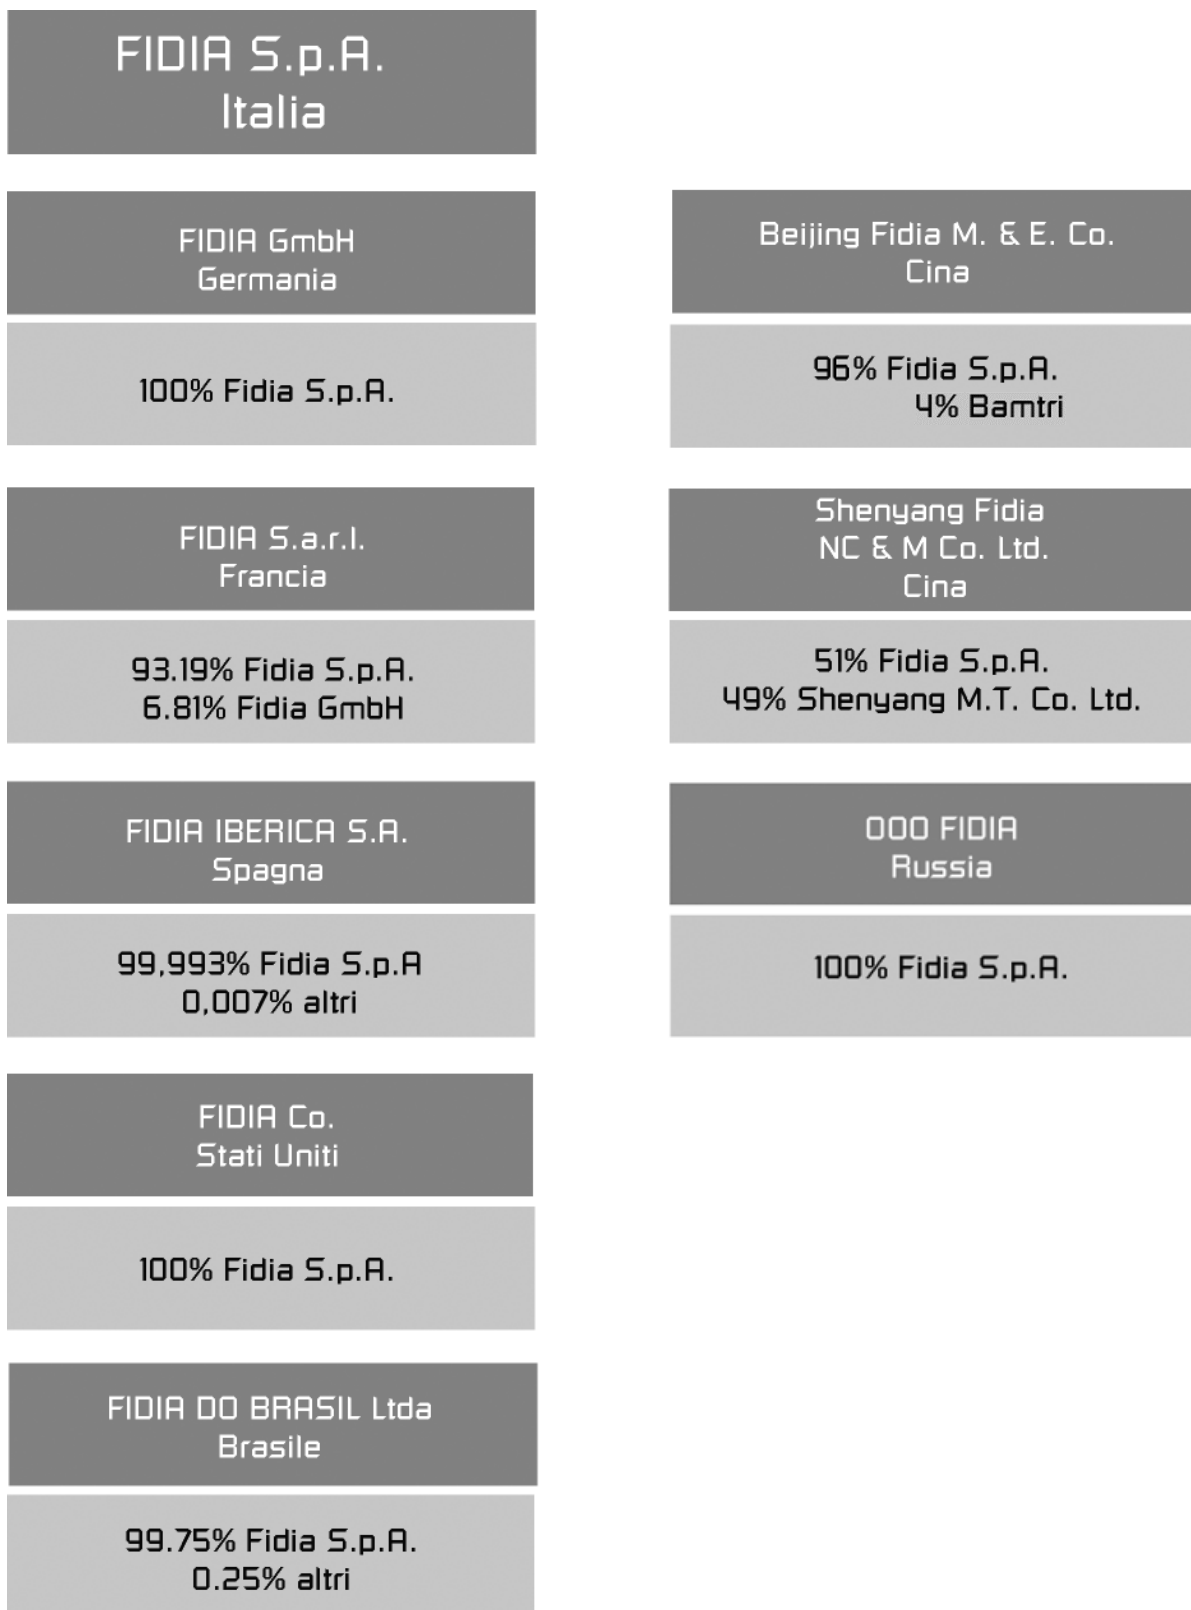 FIDIA S.p.A.
Italia
FIDIA GmbH
Germania
100% Fidia S.p.A.
FIDIA S.a.r.l.
Francia
93.19% Fidia S.p.A.
6.81% Fidia GmbH
FIDIA IBERICA S.A.
Spagna
99,993% Fidia S.p.A
0,007% altri
FIDIA Co.
Stati Uniti
100% Fidia S.p.A.
FIDIA DO BRASIL Ltda
Brasile
99.75% Fidia S.p.A.
0.25% altri
Beijing Fidia M. & E. Co.
Cina
96% Fidia S.p.A.
4% Bamtri
Shenyang Fidia
NC & M Co. Ltd.
Cina
51% Fidia S.p.A.
49% Shenyang M.T. Co. Ltd.
OOO FIDIA
Russia
100% Fidia S.p.A.